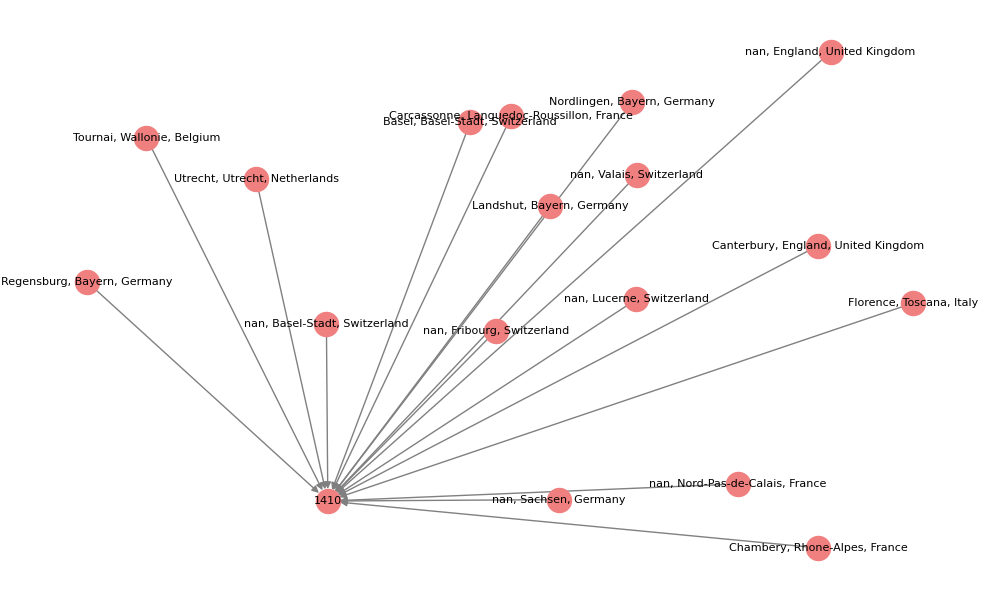 nan, England, United Kingdom
Nordlingen, Bayern, Germany
Carcassonne, Languedoc-Roussillon, France
Basel, Basel-Stadt, Switzerland
Tournai, Wallonie, Belgium
nan, Valais, Switzerland
Utrecht, Utrecht, Netherlands
Landshut, Bayern, Germany
Canterbury, England, United Kingdom
Regensburg, Bayern, Germany
nan, Lucerne, Switzerland
Florence, Toscana, Italy
nan, Basel-Stadt, Switzerland
nan, Fribourg, Switzerland
nan, Nord-Pas-de-Calais, France
nan, Sachsen, Germany
1410
Chambery, Rhone-Alpes, France